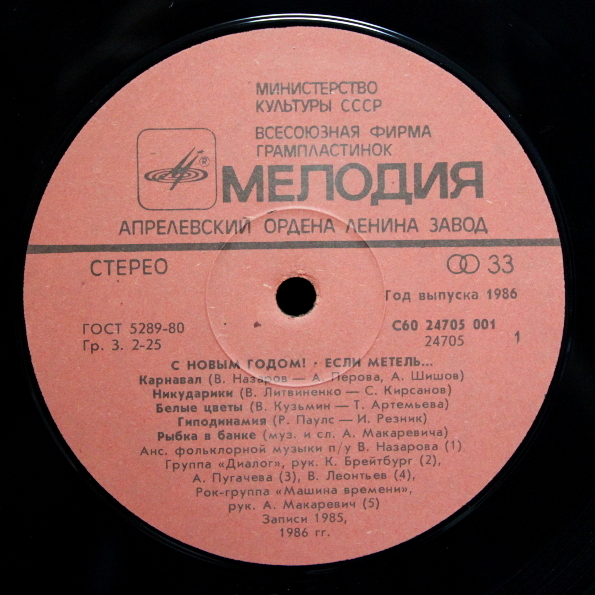 МИНИСТЕРСТВО
КУЛЬТУРЫ СССР
ВСЕСОЮЗНАЯ ФИРМА
ГРАМПЛАСТИНОК
МЕЛОДИЯ
АПРЕЛЕВСКИЙ ОРДЕНА ЛЕНИНА ЗАВОД
СТЕРЕО
33
Год выпуска 1986
ГОСТ 5289-80
С60 24705 001
Гр. 3. 2-25
24705
1
С НОВЫМ ГОДОМ! · ЕСЛИ МЕТЕЛЬ...
Карнавал (В. Назаров — А. Перова, А. Шишов)
Никударики (В. Литвиненко — С. Кирсанов)
Белые цветы (В. Кузьмин — Т. Артемьева)
Гиподинамия (Р. Паулс — И. Резник)
Рыбка в банке (муз. и сл. А. Макаревича)
Анс. фольклорной музыки п/у В. Назарова (1)
Группа «Диалог», рук. К. Брейтбург (2),
А. Пугачева (3), В. Леонтьев (4),
Рок-группа «Машина времени»,
рук. А. Макаревич (5)
Записи 1985,
1986 гг.